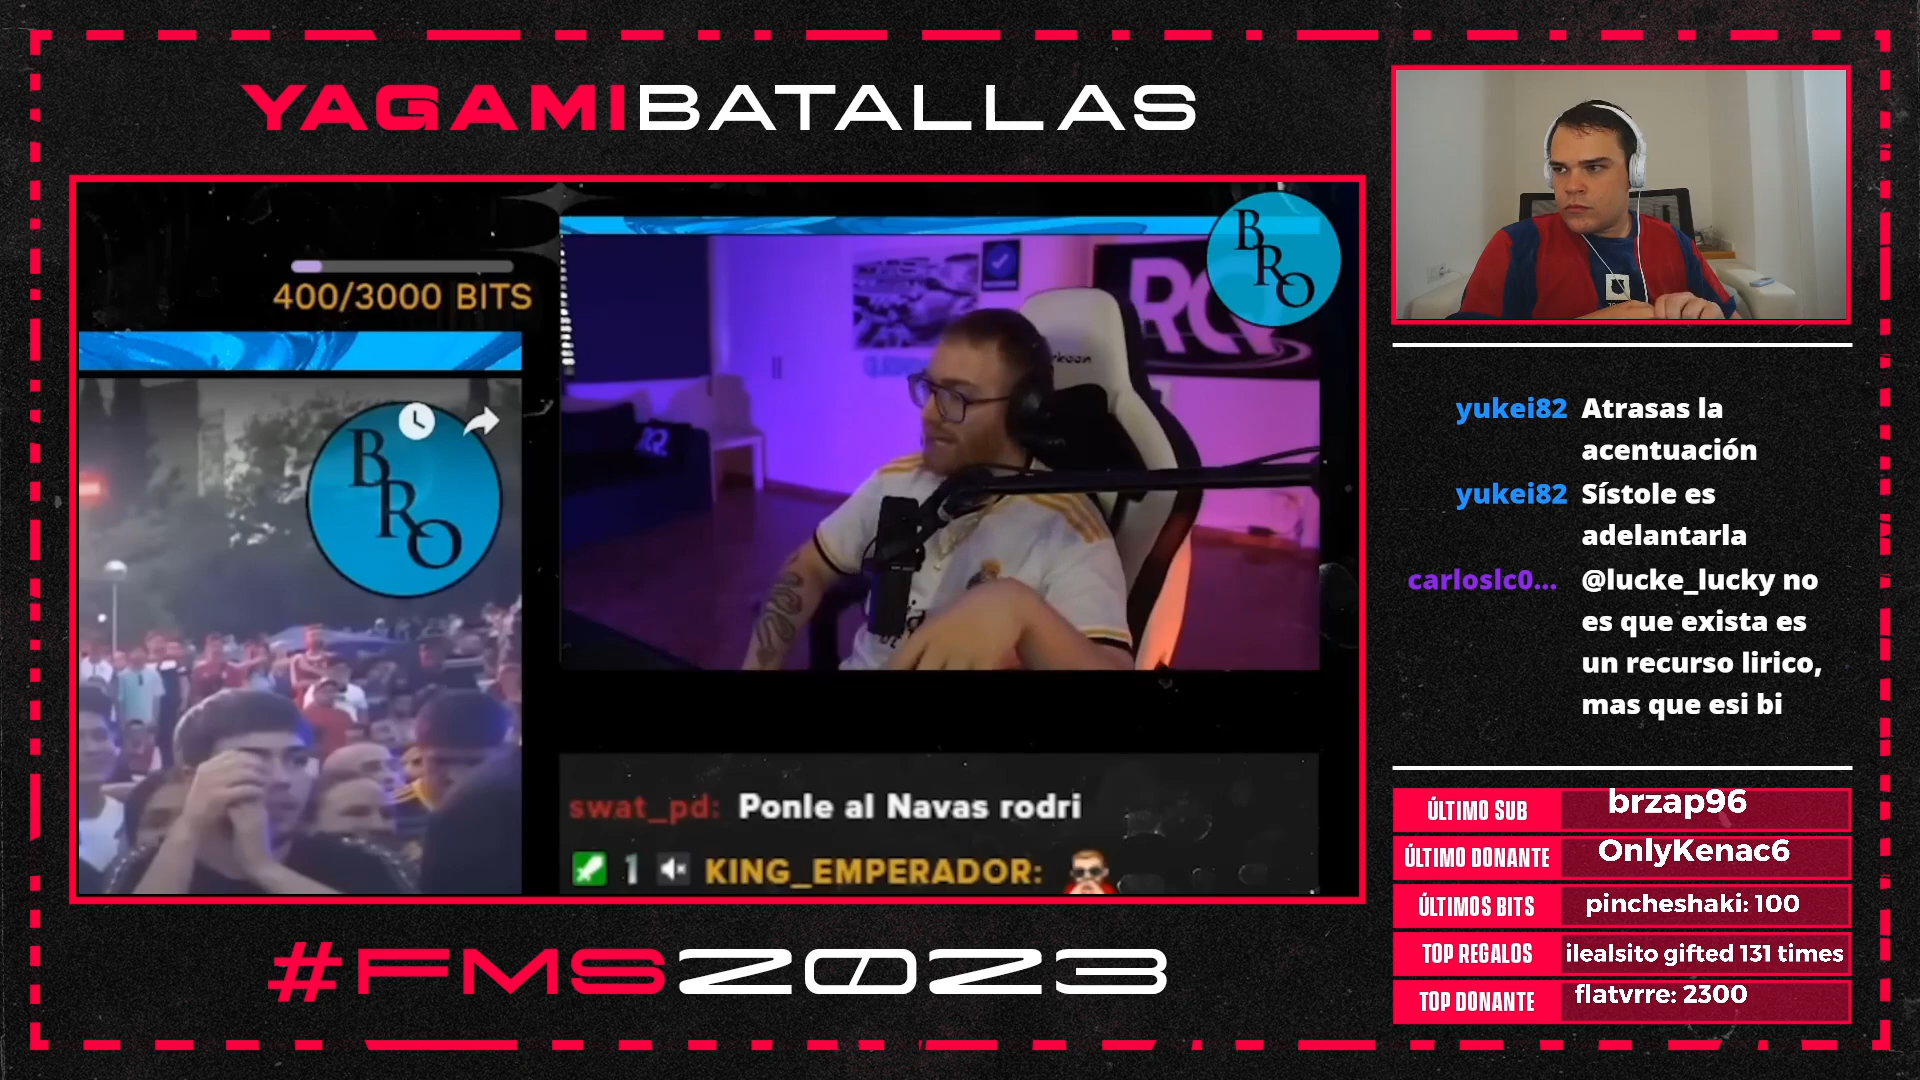 YAGAMIBATALLAS
400/3000 BITS
BRO
BRO
swat_pd: Ponle al Navas rodri
1 KING_EMPERADOR:
#FMS2023
yukei82 Atrasas la
acentuación
yukei82 Sístole es
adelantarla
carloslc0... @lucke_lucky no
es que exista es
un recurso lirico,
mas que esi bi
ÚLTIMO SUB brzap96
ÚLTIMO DONANTE OnlyKenac6
ÚLTIMOS BITS pincheshaki: 100
TOP REGALOS ilealsito gifted 131 times
TOP DONANTE flatvrre: 2300